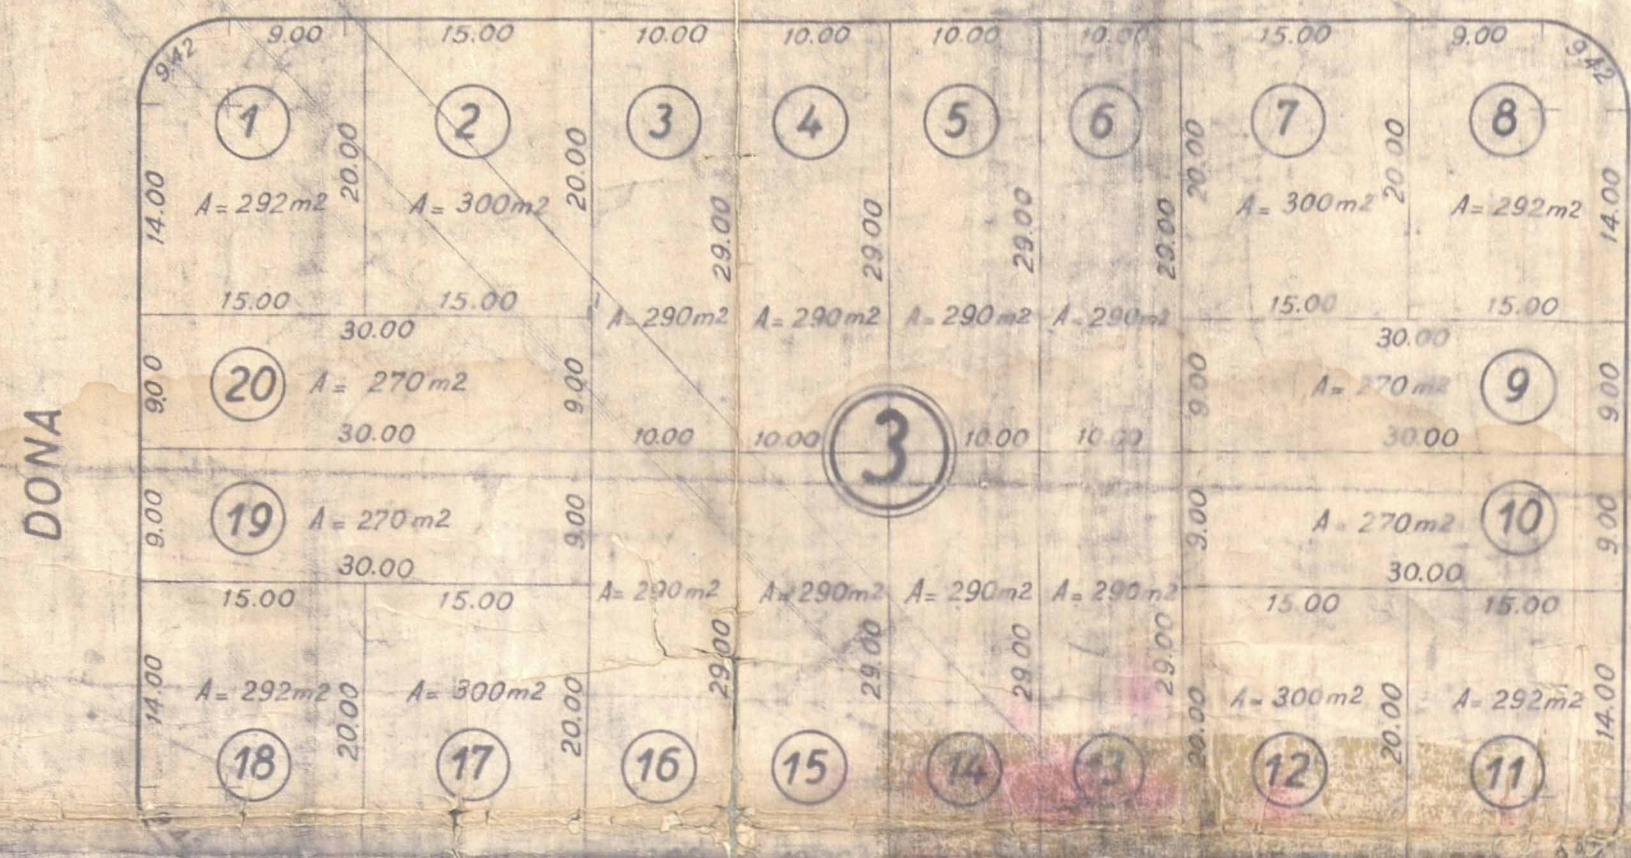 9.42 9.00 15.00 10.00 10.00 10.00 10.00 15.00 9.00 9.42
1 2 3 4 5 6 7 8
14.00 20.00 20.00 29.00 29.00 29.00 29.00 20.00 20.00 14.00
A= 292m2 A= 300m2 A= 300m2 A= 292m2
15.00 15.00 15.00 15.00
A= 290m2 A= 290m2 A= 290m2 A= 290m2
30.00 30.00
9.00 20 A= 270m2 9.00 9.00 A= 270m2 9 9.00
30.00 10.00 10.00 3 10.00 10.00 30.00
DONA
9.00 19 A= 270m2 9.00 9.00 A= 270m2 10 9.00
30.00 30.00
A= 290m2 A= 290m2 A= 290m2 A= 290m2
15.00 15.00 15.00 15.00
14.00 20.00 20.00 29.00 29.00 29.00 29.00 20.00 20.00 14.00
A= 292m2 A= 300m2 A= 300m2 A= 292m2
18 17 16 15 14 13 12 11